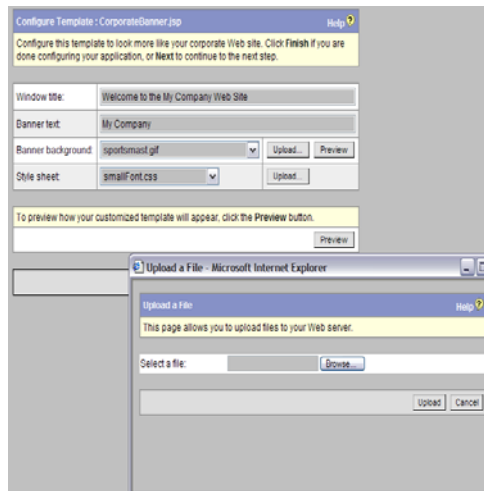 Configure Template : CorporateBanner.jsp Help ?
Configure this template to look more like your corporate Web site. Click Finish if you are
done configuring your application, or Next to continue to the next step.
Window title: Welcome to the My Company Web Site
Banner text: My Company
Banner background: sportsmast.gif Upload... Preview
Style sheet: smallFont.css Upload...
To preview how your customized template will appear, click the Preview button.
Preview
Upload a File - Microsoft Internet Explorer
Upload a File Help ?
This page allows you to upload files to your Web server.
Select a file: Browse...
Upload Cancel